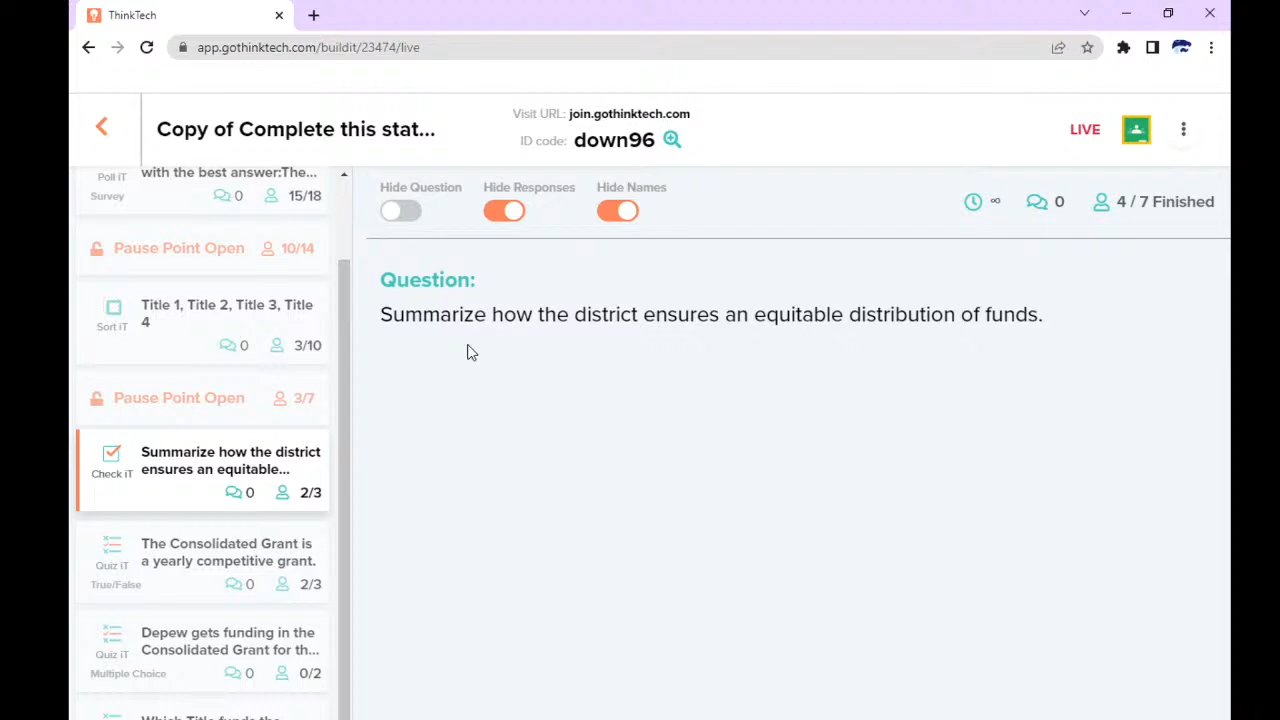 ThinkTech
app.gothinktech.com/buildit/23474/live
Copy of Complete this stat...
Visit URL: join.gothinktech.com
ID code: down96
LIVE
Poll iT
with the best answer:The...
Survey
0
15/18
Pause Point Open
10/14
Title 1, Title 2, Title 3, Title
4
Sort iT
0
3/10
Pause Point Open
3/7
Summarize how the district
ensures an equitable...
Check iT
0
2/3
The Consolidated Grant is
a yearly competitive grant.
Quiz iT
True/False
0
2/3
Depew gets funding in the
Consolidated Grant for th...
Quiz iT
Multiple Choice
0
0/2
Which Title funds the
Hide Question
Hide Responses
Hide Names
∞
0
4 / 7 Finished
Question:
Summarize how the district ensures an equitable distribution of funds.